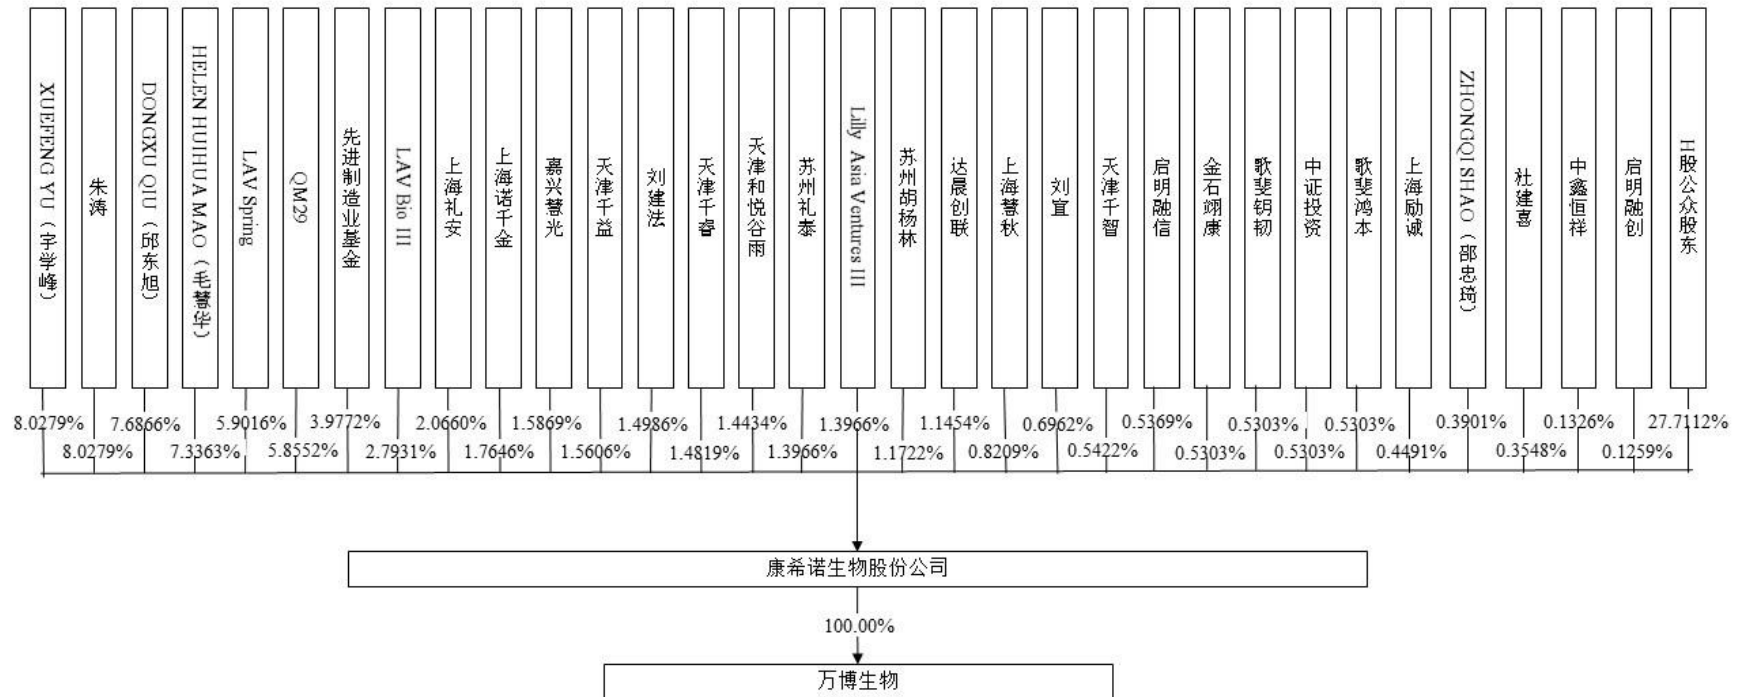 XUEFENG YU（宇学峰）
朱涛
DONGXU QIU（邱东旭）
HELEN HUIHUA MAO（毛慧华）
LAV Spring
QM29
先进制造业基金
LAV Bio III
上海礼安
上海诺千金
嘉兴慧光
天津千益
刘建法
天津千睿
天津和悦谷雨
苏州礼泰
Lilly Asia Ventures III
苏州胡杨林
达晨创联
上海慧秋
刘宣
天津千智
启明融信
金石翊康
歌斐钥韧
中证投资
歌斐鸿本
上海励诚
ZHONGQI SHAO（邵忠琦）
杜建喜
中鑫恒祥
启明融创
H股公众股东
8.0279% 7.6866% 5.9016% 3.9772% 2.0660% 1.5869% 1.4986% 1.4434% 1.3966% 1.1454% 0.6962% 0.5369% 0.5303% 0.5303% 0.3901% 0.1326% 27.7112%
8.0279% 7.3363% 5.8552% 2.7931% 1.7646% 1.5606% 1.4819% 1.3966% 1.1722% 0.8209% 0.5422% 0.5303% 0.5303% 0.4491% 0.3548% 0.1259%
康希诺生物股份公司
100.00%
万博生物